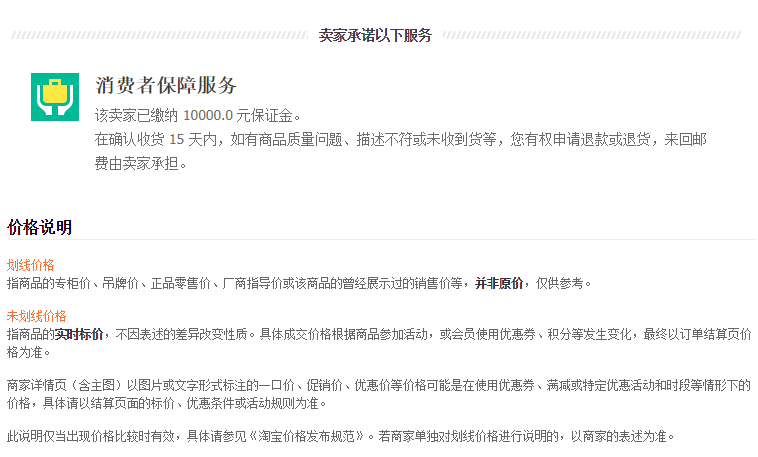 卖家承诺以下服务
消费者保障服务
该卖家已缴纳 10000.0 元保证金。
在确认收货 15 天内，如有商品质量问题、描述不符或未收到货等，您有权申请退款或退货，来回邮
费由卖家承担。
价格说明
划线价格
指商品的专柜价、吊牌价、正品零售价、厂商指导价或该商品的曾经展示过的销售价等，并非原价，仅供参考。
未划线价格
指商品的实时标价，不因表述的差异改变性质。具体成交价格根据商品参加活动，或会员使用优惠券、积分等发生变化，最终以订单结算页价
格为准。
商家详情页（含主图）以图片或文字形式标注的一口价、促销价、优惠价等价格可能是在使用优惠券、满减或特定优惠活动和时段等情形下的
价格，具体请以结算页面的标价、优惠条件或活动规则为准。
此说明仅当出现价格比较时有效，具体请参见《淘宝价格发布规范》。若商家单独对划线价格进行说明的，以商家的表述为准。